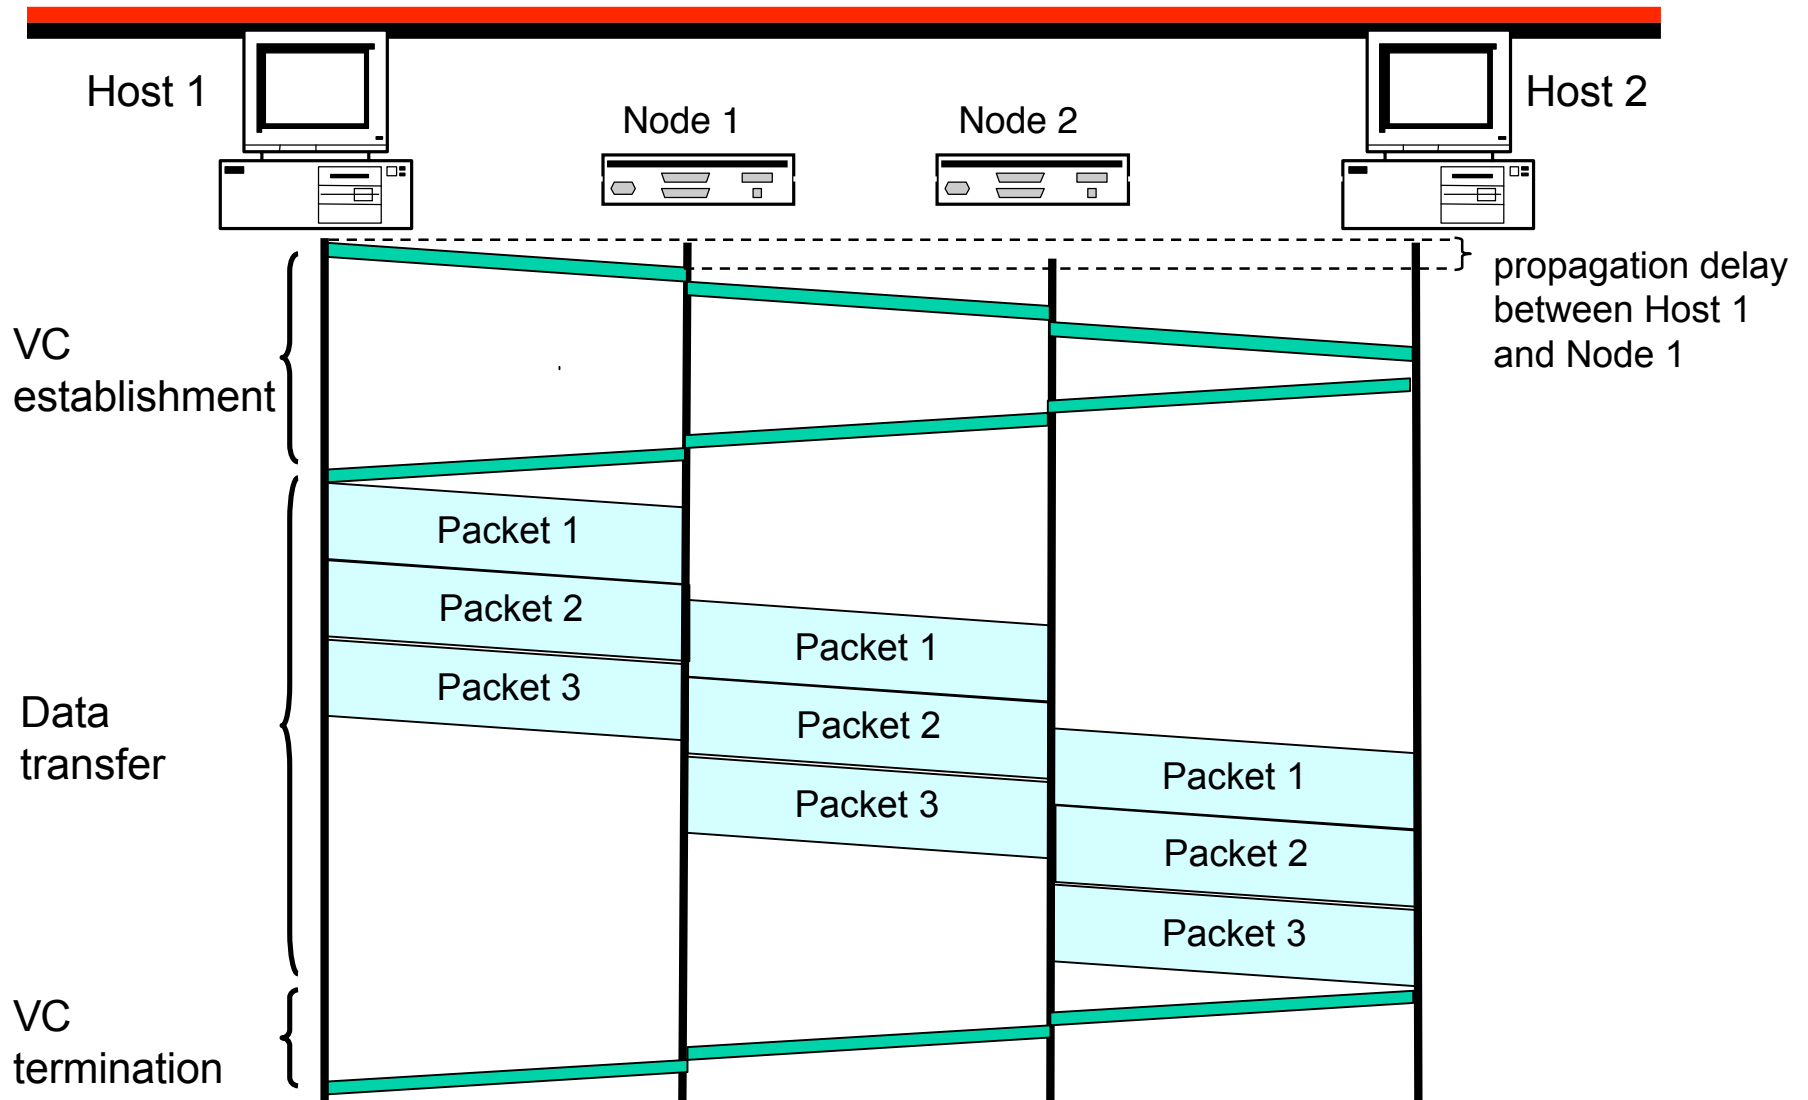 Host 1
Node 1
Node 2
Host 2
propagation delay
between Host 1
and Node 1
VC
establishment
Packet 1
Packet 2
Packet 3
Packet 1
Packet 2
Packet 3
Packet 1
Packet 2
Packet 3
Data
transfer
VC
termination